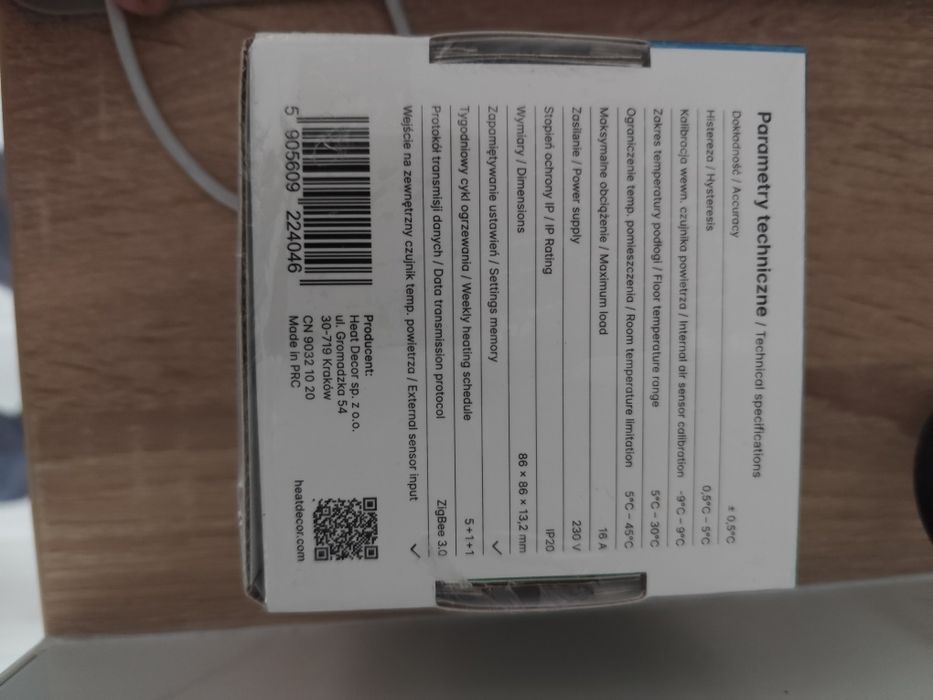 Parametry techniczne / Technical specifications
Dokładność / Accuracy ± 0,5°C
Histereza / Hysteresis 0,5°C – 5°C
Kalibracja wewn. czujnika powietrza / Internal air sensor calibration -9°C – 9°C
Zakres temperatury podłogi / Floor temperature range 5°C – 30°C
Ograniczenie temp. pomieszczenia / Room temperature limitation 5°C – 45°C
Maksymalne obciążenie / Maximum load 16 A
Zasilanie / Power supply 230 V
Stopień ochrony IP / IP Rating IP20
Wymiary / Dimensions 86 × 86 × 13,2 mm
Zapamiętywanie ustawień / Settings memory ✓
Tygodniowy cykl ogrzewania / Weekly heating schedule 5+1+1
Protokół transmisji danych / Data transmission protocol ZigBee 3.0
Wejście na zewnętrzny czujnik temp. powietrza / External sensor input ✓
5 905609 224046
Producent:
Heat Decor sp. z o.o.
ul. Gromadzka 54
30-719 Kraków
CN 9032 10 20
Made in PRC
heatdecor.com